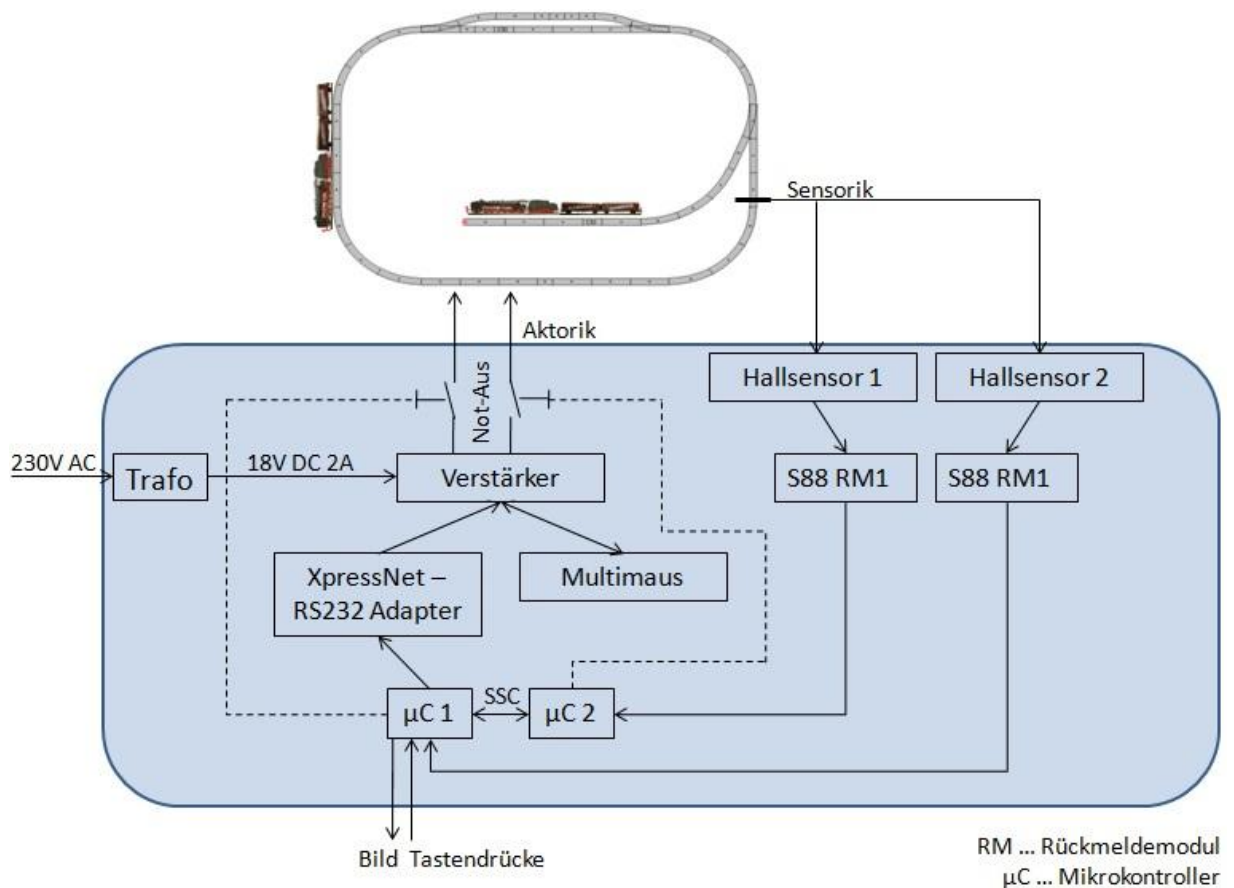 Sensorik
Aktorik
Not-Aus
Hallsensor 1
Hallsensor 2
230V AC
Trafo
18V DC 2A
Verstärker
S88 RM1
S88 RM1
XpressNet –
RS232 Adapter
Multimaus
µC 1
SSC
µC 2
Bild Tastendrücke
RM ... Rückmeldemodul
µC ... Mikrokontroller